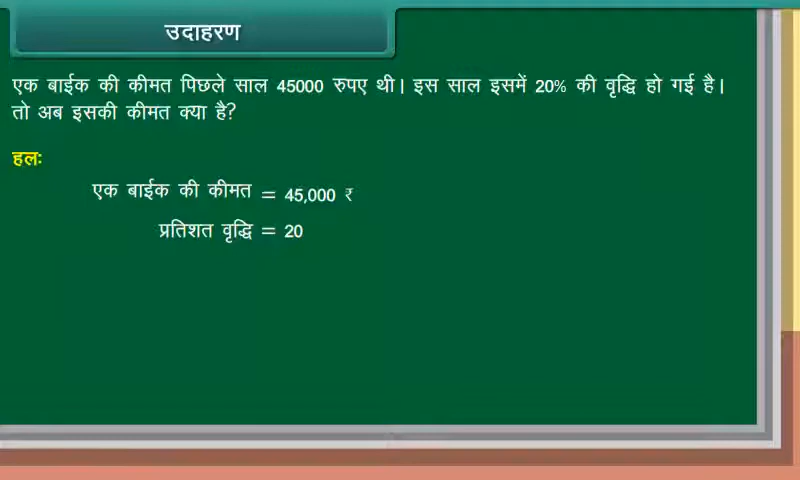 उदाहरण
एक बाईक की कीमत पिछले साल 45000 रुपए थी। इस साल इसमें 20% की वृद्धि हो गई है।
तो अब इसकी कीमत क्या है?
हलः
एक बाईक की कीमत = 45,000 ₹
प्रतिशत वृद्धि = 20